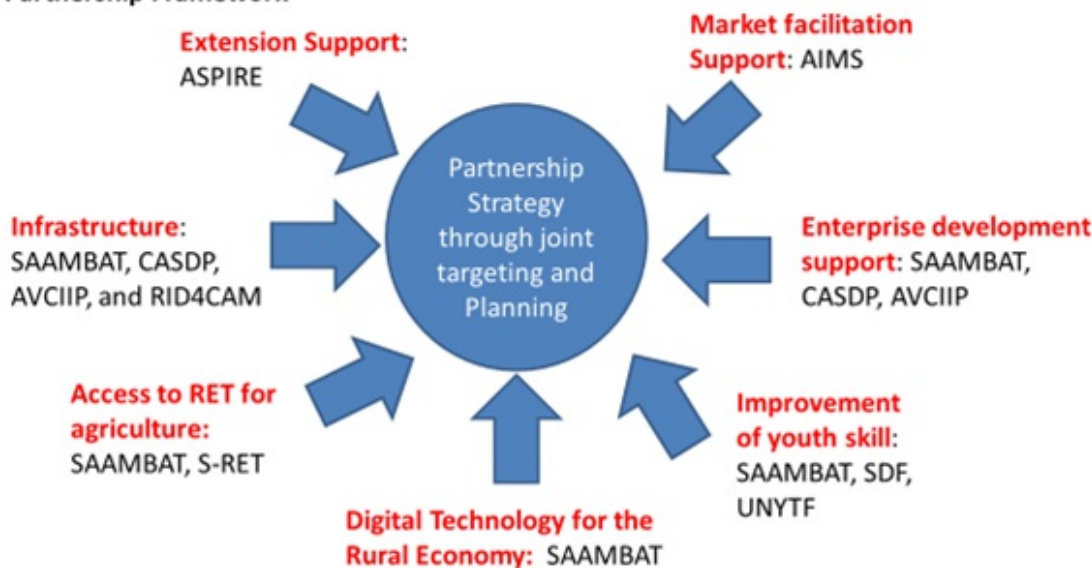 Partnership Framework
Extension Support:
ASPIRE
Market facilitation
Support: AIMS
Partnership
Strategy
through joint
targeting and
Planning
Infrastructure:
SAAMBAT, CASDP,
AVCIIP, and RID4CAM
Enterprise development
support: SAAMBAT,
CASDP, AVCIIP
Access to RET for
agriculture:
SAAMBAT, S-RET
Improvement
of youth skill:
SAAMBAT, SDF,
UNYTF
Digital Technology for the
Rural Economy: SAAMBAT